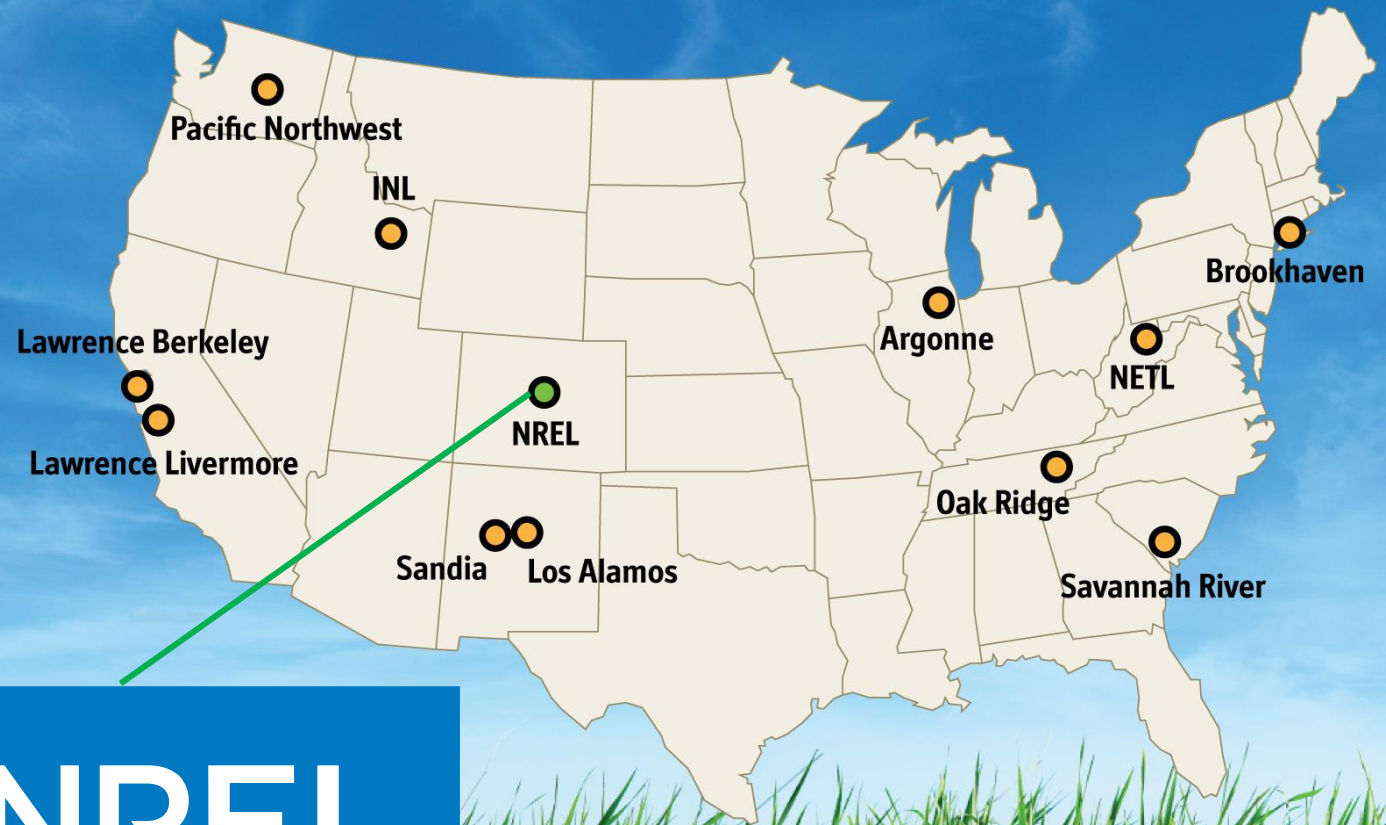 Pacific Northwest
INL
Brookhaven
Argonne
Lawrence Berkeley
NETL
NREL
Lawrence Livermore
Oak Ridge
Sandia
Los Alamos
Savannah River
NREL